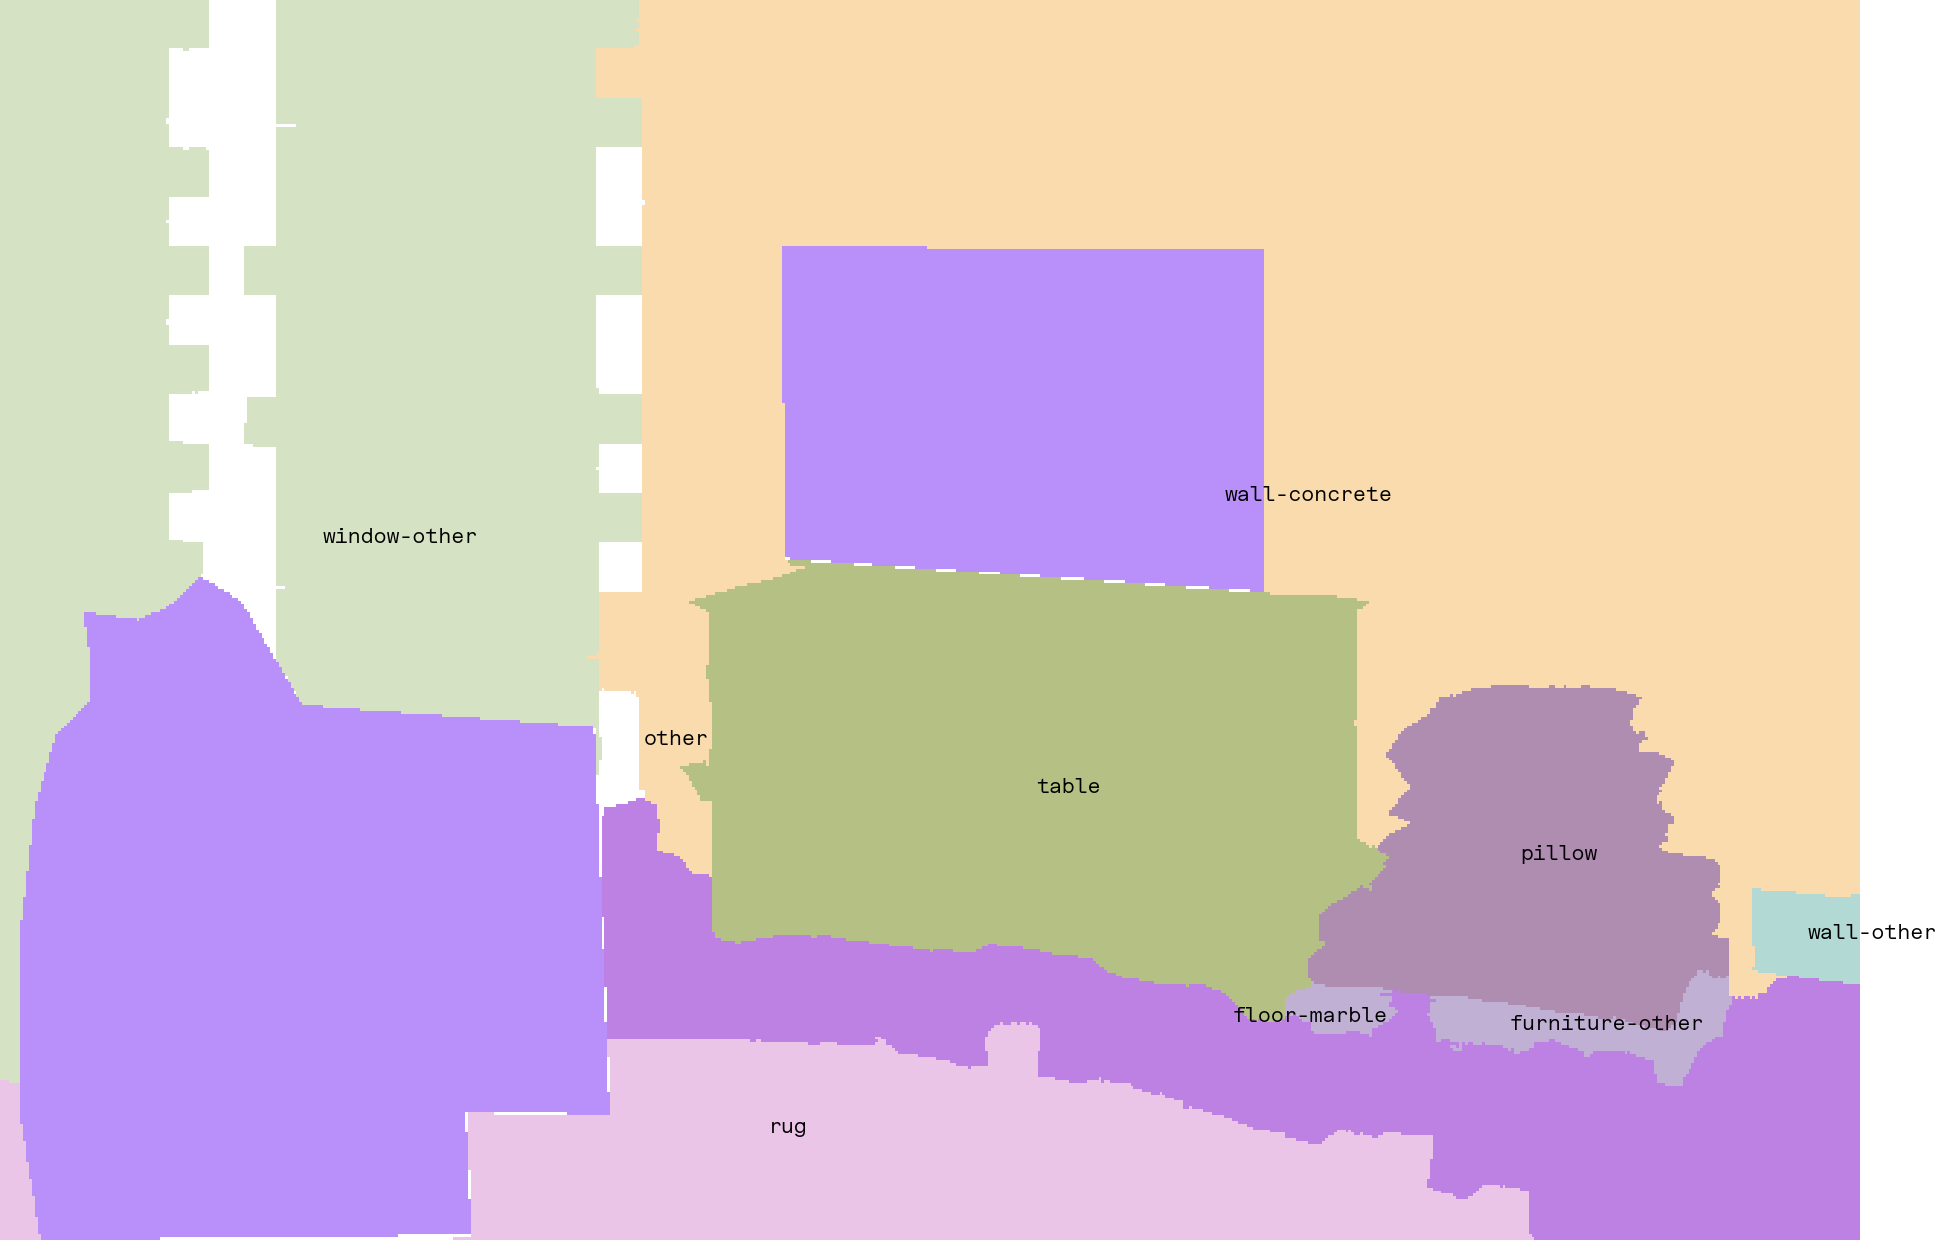 wall-concrete
window-other
other
table
pillow
wall-other
floor-marble
furniture-other
rug